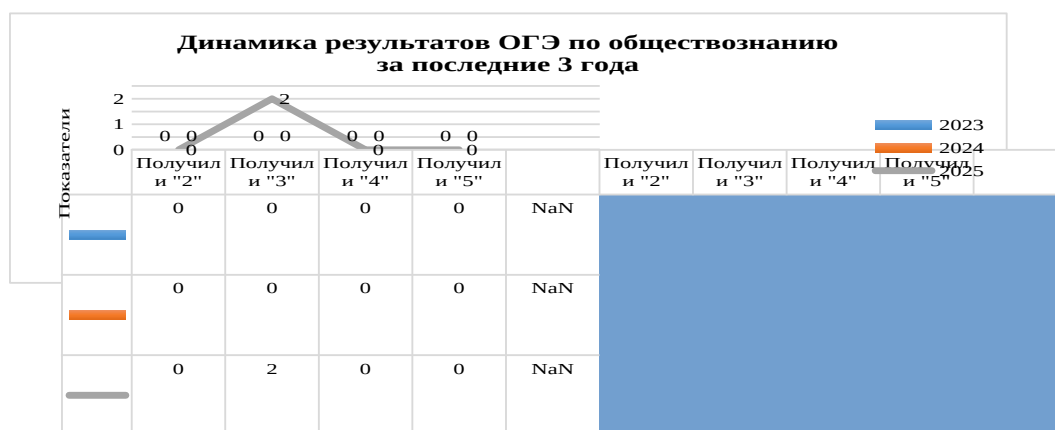 Динамика результатов ОГЭ по обществознанию
за последние 3 года
Показатели
2
1
0
2
0 0 0 0 0 0 0 0
0 0 0
Получил
и "2"
Получил
и "3"
Получил
и "4"
Получил
и "5"
Получил
и "2"
Получил
и "3"
Получил
и "4"
Получил
и "5"
2023
2024
2025
0 0 0 0 NaN
0 0 0 0 NaN
0 2 0 0 NaN